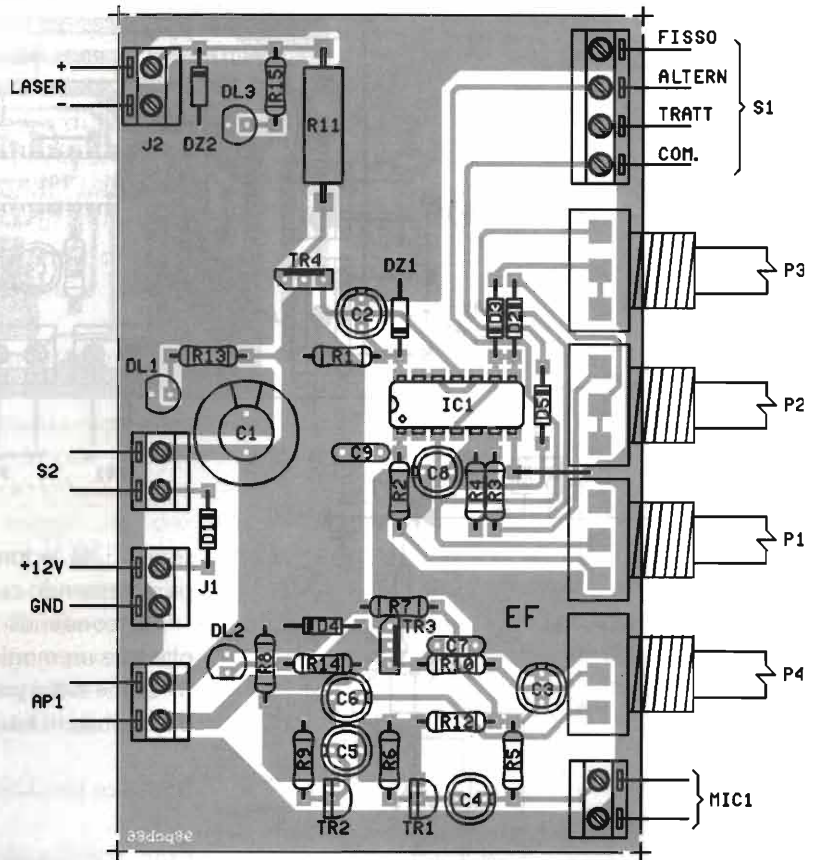 FISSO
+
LASER
ALTERN
S1
-
TRATT
COM.
J2
DZ2
DL3
R15
R11
P3
TR4
DZ1
C2
D3
D2
DL1
R13
R1
IC1
D5
P2
C1
S2
C9
R2
C8
R4
R3
D1
P1
+12V
J1
GND
R7
EF
D4
TR3
DL2
R8
R14
C7
R10
C3
P4
AP1
C6
R12
C5
R9
R6
R5
C4
MIC1
TR2
TR1